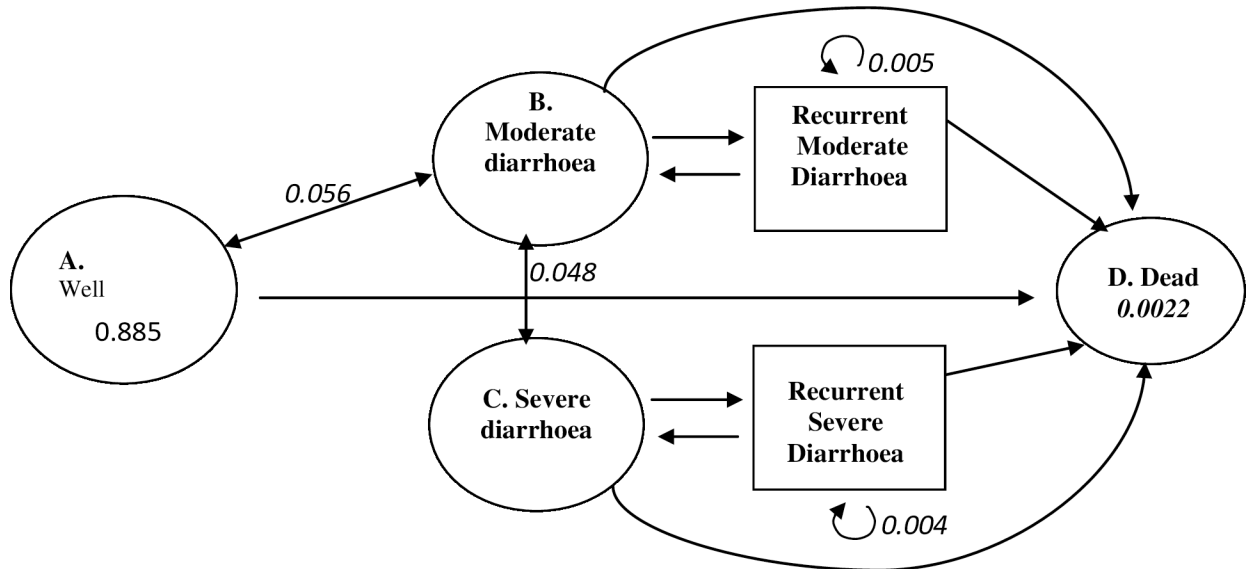 A.
Well
0.885
0.056
B.
Moderate
diarrhoea
0.048
C. Severe
diarrhoea
0.005
Recurrent
Moderate
Diarrhoea
Recurrent
Severe
Diarrhoea
0.004
D. Dead
0.0022